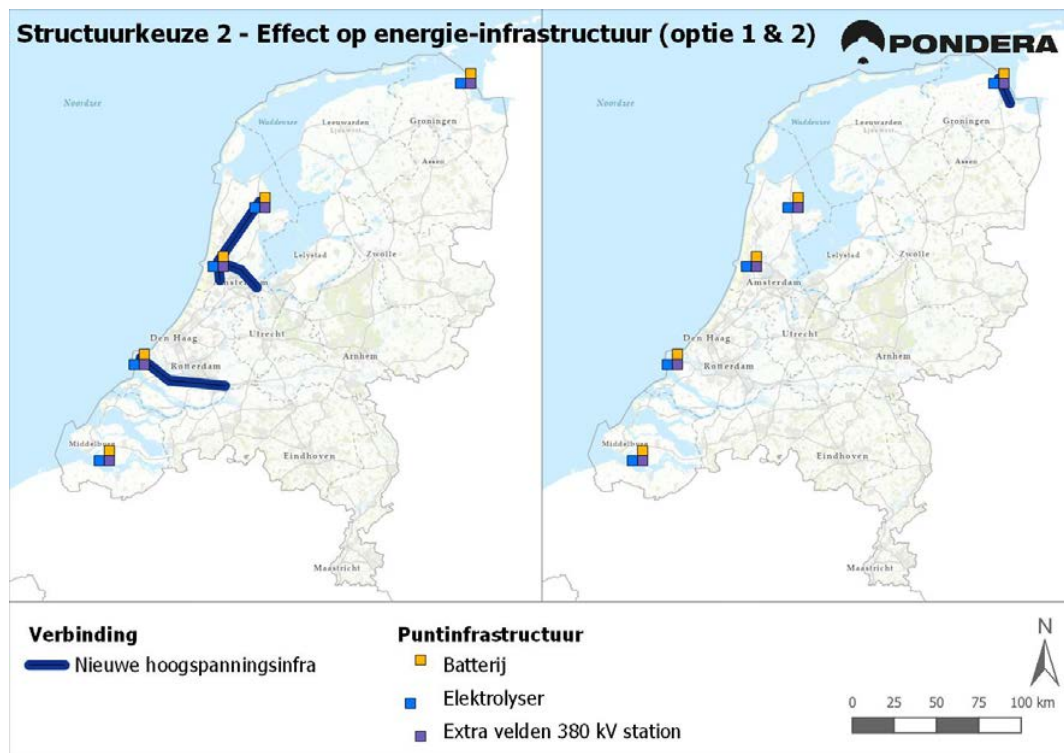 Structuurkeuze 2 - Effect op energie-infrastructuur (optie 1 & 2)
PONDERA
Noordzee
Waddenzee
Leeuwarden
Ljouwert
Groningen
Assen
Lelystad
Zwolle
Amsterdam
Utrecht
Den Haag
Arnhem
Rotterdam
Middelburg
Eindhoven
Maastricht
Noordzee
Waddenzee
Leeuwarden
Ljouwert
Groningen
Assen
Lelystad
Zwolle
Amsterdam
Utrecht
Den Haag
Arnhem
Rotterdam
Middelburg
Eindhoven
Maastricht
Verbinding
Nieuwe hoogspanningsinfra
Puntinfrastructuur
Batterij
Elektrolyser
Extra velden 380 kV station
N
0 25 50 75 100 km